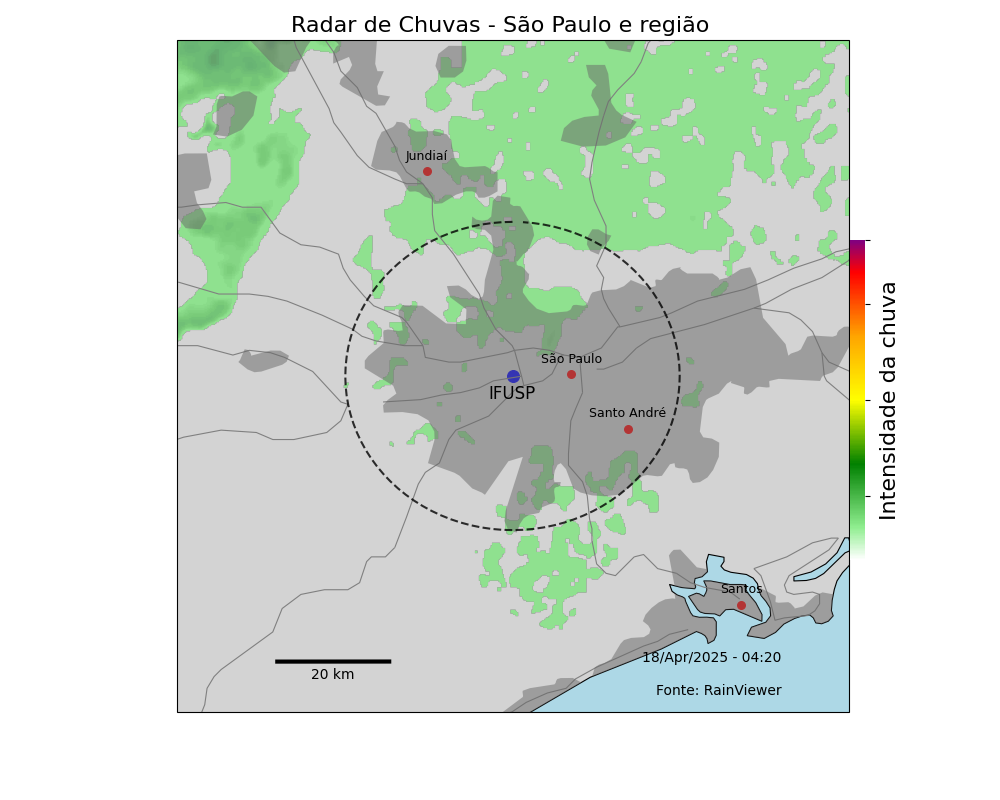 Radar de Chuvas - São Paulo e região
Jundiaí
São Paulo
IFUSP
Santo André
Santos
18/Apr/2025 - 04:20
20 km
Fonte: RainViewer
Intensidade da chuva